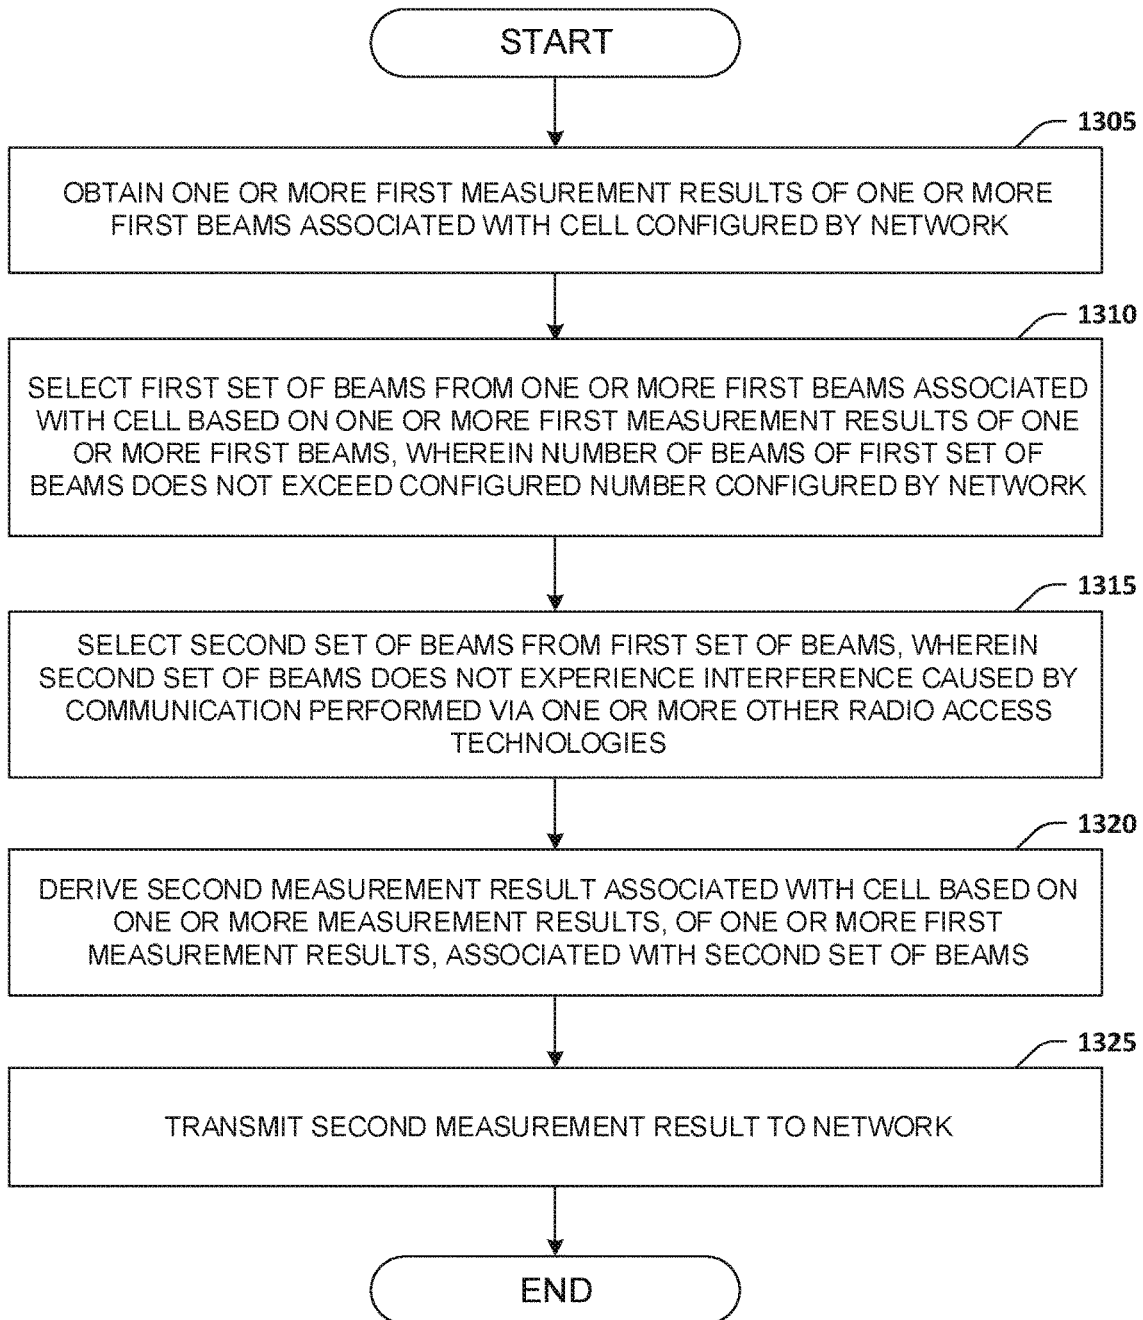 START
1305
OBTAIN ONE OR MORE FIRST MEASUREMENT RESULTS OF ONE OR MORE
FIRST BEAMS ASSOCIATED WITH CELL CONFIGURED BY NETWORK
1310
SELECT FIRST SET OF BEAMS FROM ONE OR MORE FIRST BEAMS ASSOCIATED
WITH CELL BASED ON ONE OR MORE FIRST MEASUREMENT RESULTS OF ONE
OR MORE FIRST BEAMS, WHEREIN NUMBER OF BEAMS OF FIRST SET OF
BEAMS DOES NOT EXCEED CONFIGURED NUMBER CONFIGURED BY NETWORK
1315
SELECT SECOND SET OF BEAMS FROM FIRST SET OF BEAMS, WHEREIN
SECOND SET OF BEAMS DOES NOT EXPERIENCE INTERFERENCE CAUSED BY
COMMUNICATION PERFORMED VIA ONE OR MORE OTHER RADIO ACCESS
TECHNOLOGIES
1320
DERIVE SECOND MEASUREMENT RESULT ASSOCIATED WITH CELL BASED ON
ONE OR MORE MEASUREMENT RESULTS, OF ONE OR MORE FIRST
MEASUREMENT RESULTS, ASSOCIATED WITH SECOND SET OF BEAMS
1325
TRANSMIT SECOND MEASUREMENT RESULT TO NETWORK
END